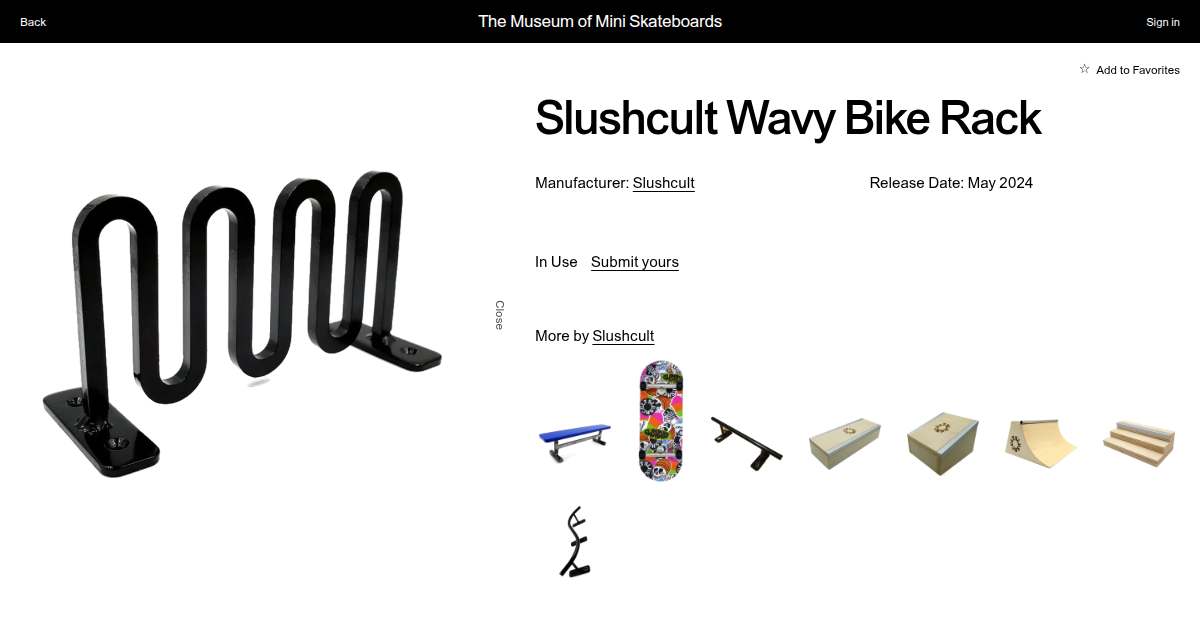 Back
The Museum of Mini Skateboards
Sign in
☆ Add to Favorites
Slushcult Wavy Bike Rack
Manufacturer: Slushcult
Release Date: May 2024
In Use Submit yours
Close
More by Slushcult